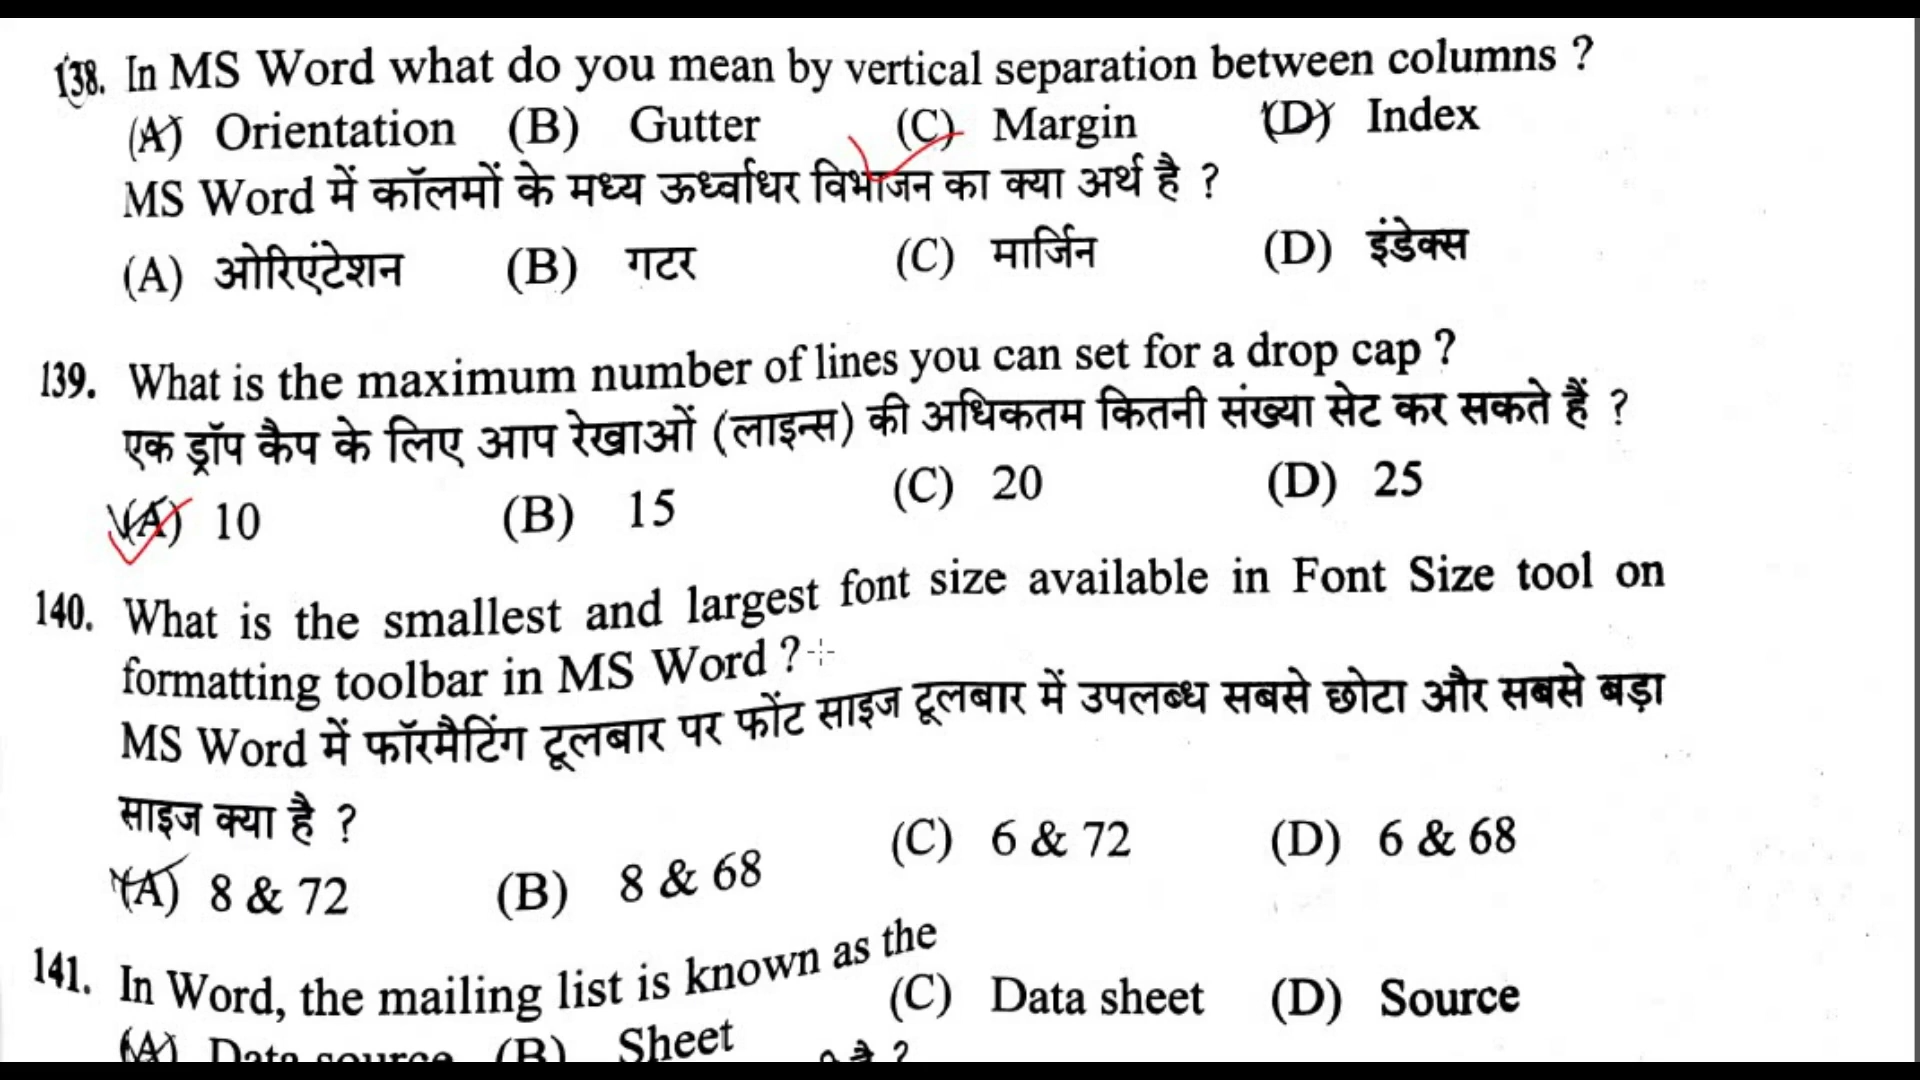 138. In MS Word what do you mean by vertical separation between columns ?
(A) Orientation (B) Gutter (C) Margin (D) Index
MS Word में कॉलमों के मध्य ऊर्ध्वाधर विभाजन का क्या अर्थ है ?
(A) ओरिएंटेशन (B) गटर (C) मार्जिन (D) इंडेक्स
139. What is the maximum number of lines you can set for a drop cap ?
एक ड्रॉप कैप के लिए आप रेखाओं (लाइन्स) की अधिकतम कितनी संख्या सेट कर सकते हैं ?
(A) 10 (B) 15 (C) 20 (D) 25
140. What is the smallest and largest font size available in Font Size tool on
formatting toolbar in MS Word ?
MS Word में फॉरमैटिंग टूलबार पर फोंट साइज टूलबार में उपलब्ध सबसे छोटा और सबसे बड़ा
साइज क्या है ?
(A) 8 & 72 (B) 8 & 68 (C) 6 & 72 (D) 6 & 68
141. In Word, the mailing list is known as the
(A) Data source (B) Sheet (C) Data sheet (D) Source